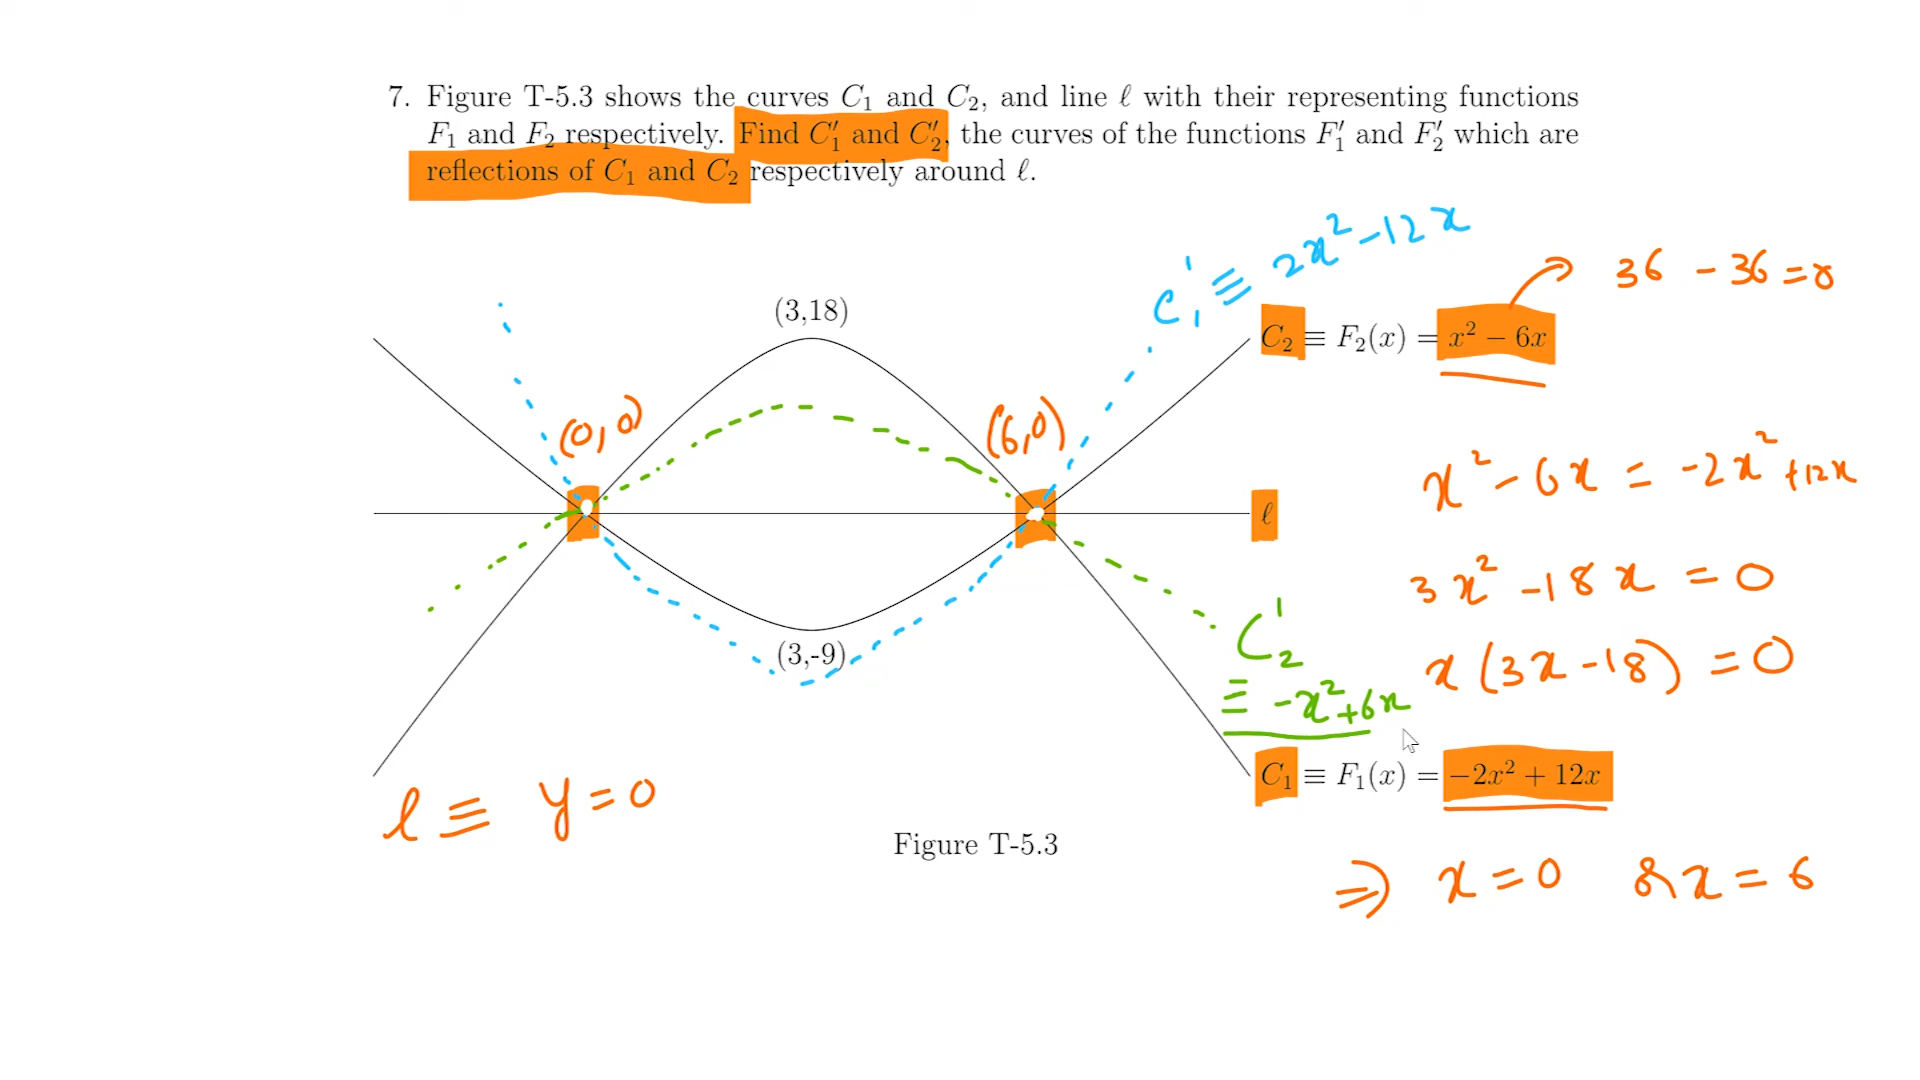 7. Figure T-5.3 shows the curves C₁ and C₂, and line ℓ with their representing functions
F₁ and F₂ respectively. Find C₁′ and C₂′, the curves of the functions F₁′ and F₂′ which are
reflections of C₁ and C₂ respectively around ℓ.
C₁′ ≡ 2x² - 12x
36 - 36 = 0
(3,18)
C₂ ≡ F₂(x) = x² − 6x
(0,0)
(6,0)
x² - 6x = -2x² + 12x
ℓ
3x² - 18x = 0
(3,-9)
C₂′
x(3x - 18) = 0
≡ -x² + 6x
C₁ ≡ F₁(x) = −2x² + 12x
l ≡ y = 0
Figure T-5.3
⇒ x = 0 & x = 6